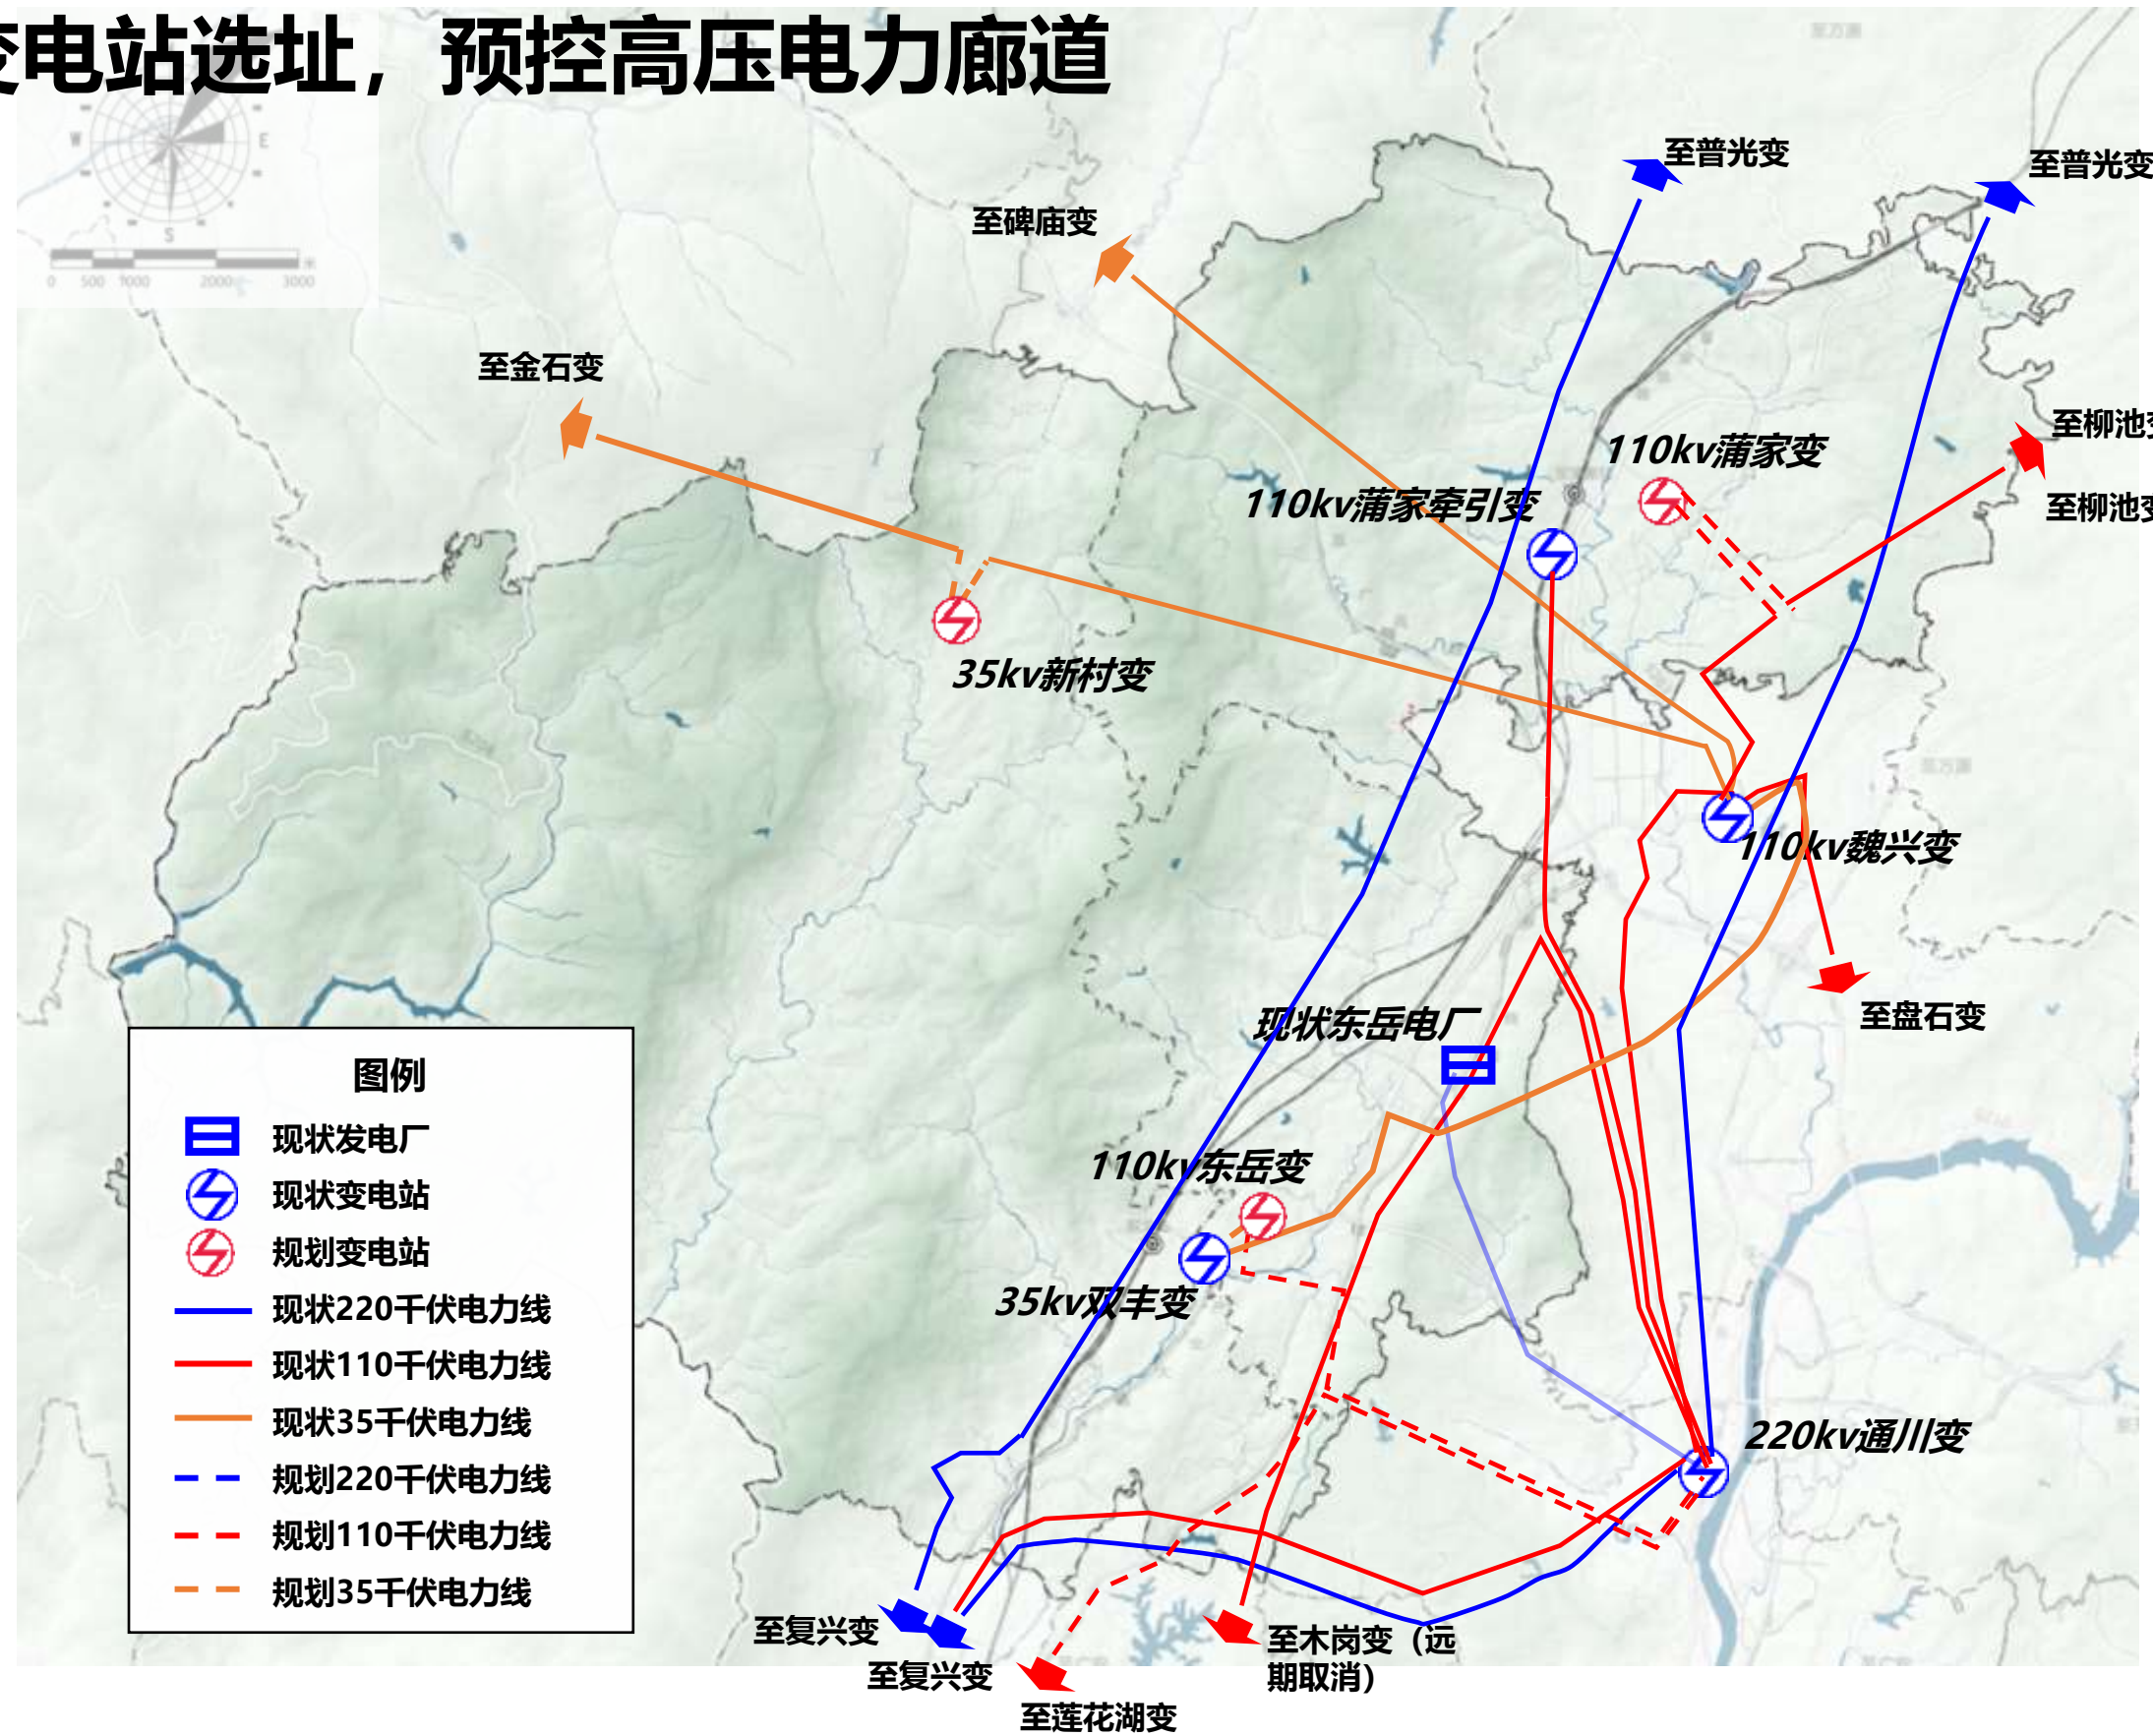 变电站选址，预控高压电力廊道
W
E
S
0 500 1000 2000 3000
至普光变
至普光变
至碑庙变
至金石变
至柳池变
至柳池变
110kv蒲家变
110kv蒲家牵引变
35kv新村变
110kv魏兴变
至盘石变
现状东岳电厂
110kv东岳变
35kv双丰变
220kv通川变
图例
现状发电厂
现状变电站
规划变电站
现状220千伏电力线
现状110千伏电力线
现状35千伏电力线
规划220千伏电力线
规划110千伏电力线
规划35千伏电力线
至复兴变
至复兴变
至莲花湖变
至木岗变（远
期取消）